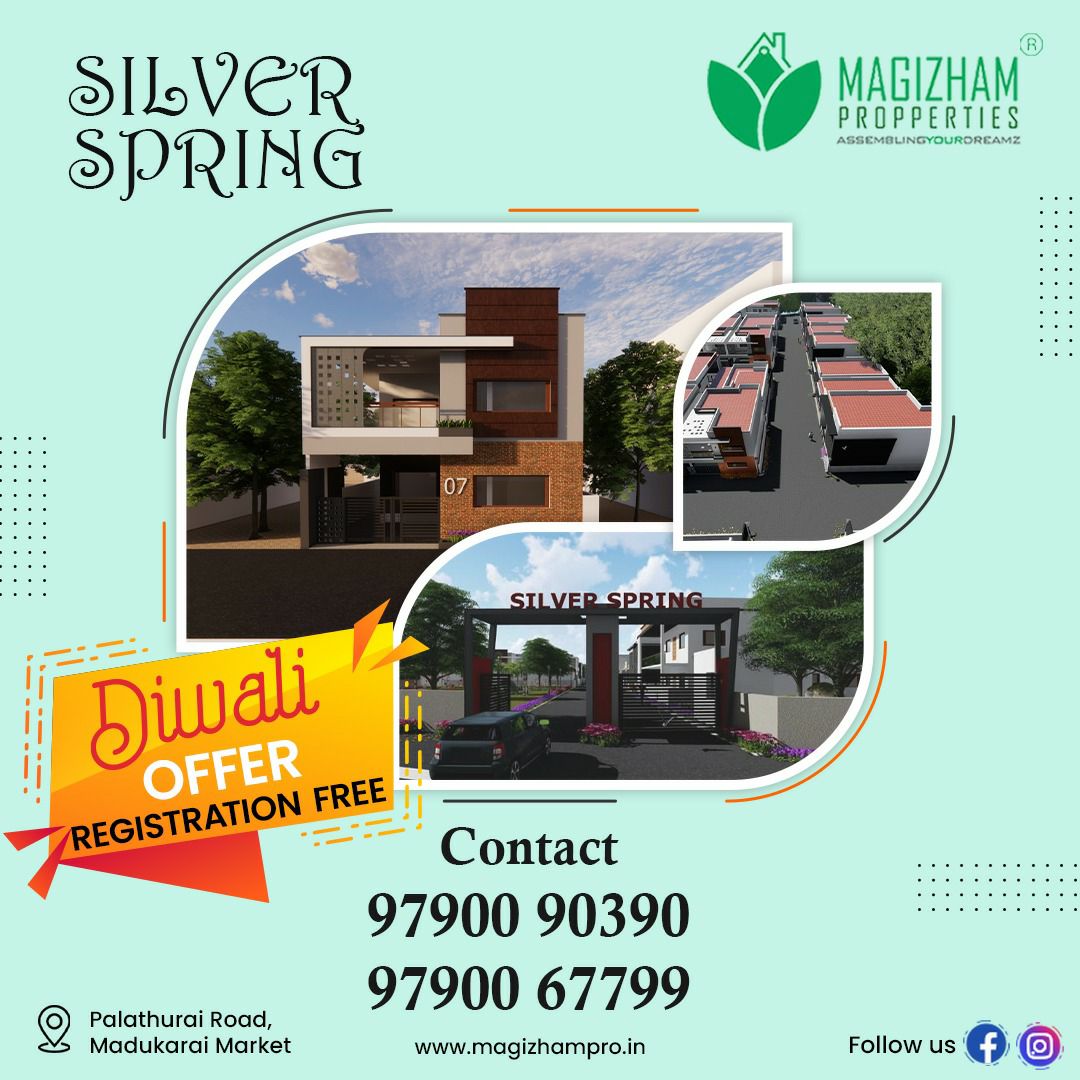 SILVER
SPRING
MAGIZHAM
PROPPERTIES
ASSEMBLINGYOURDREAMZ
®
07
SILVER SPRING
Diwali
OFFER
REGISTRATION FREE
Contact
97900 90390
97900 67799
Palathurai Road,
Madukarai Market
www.magizhampro.in
Follow us